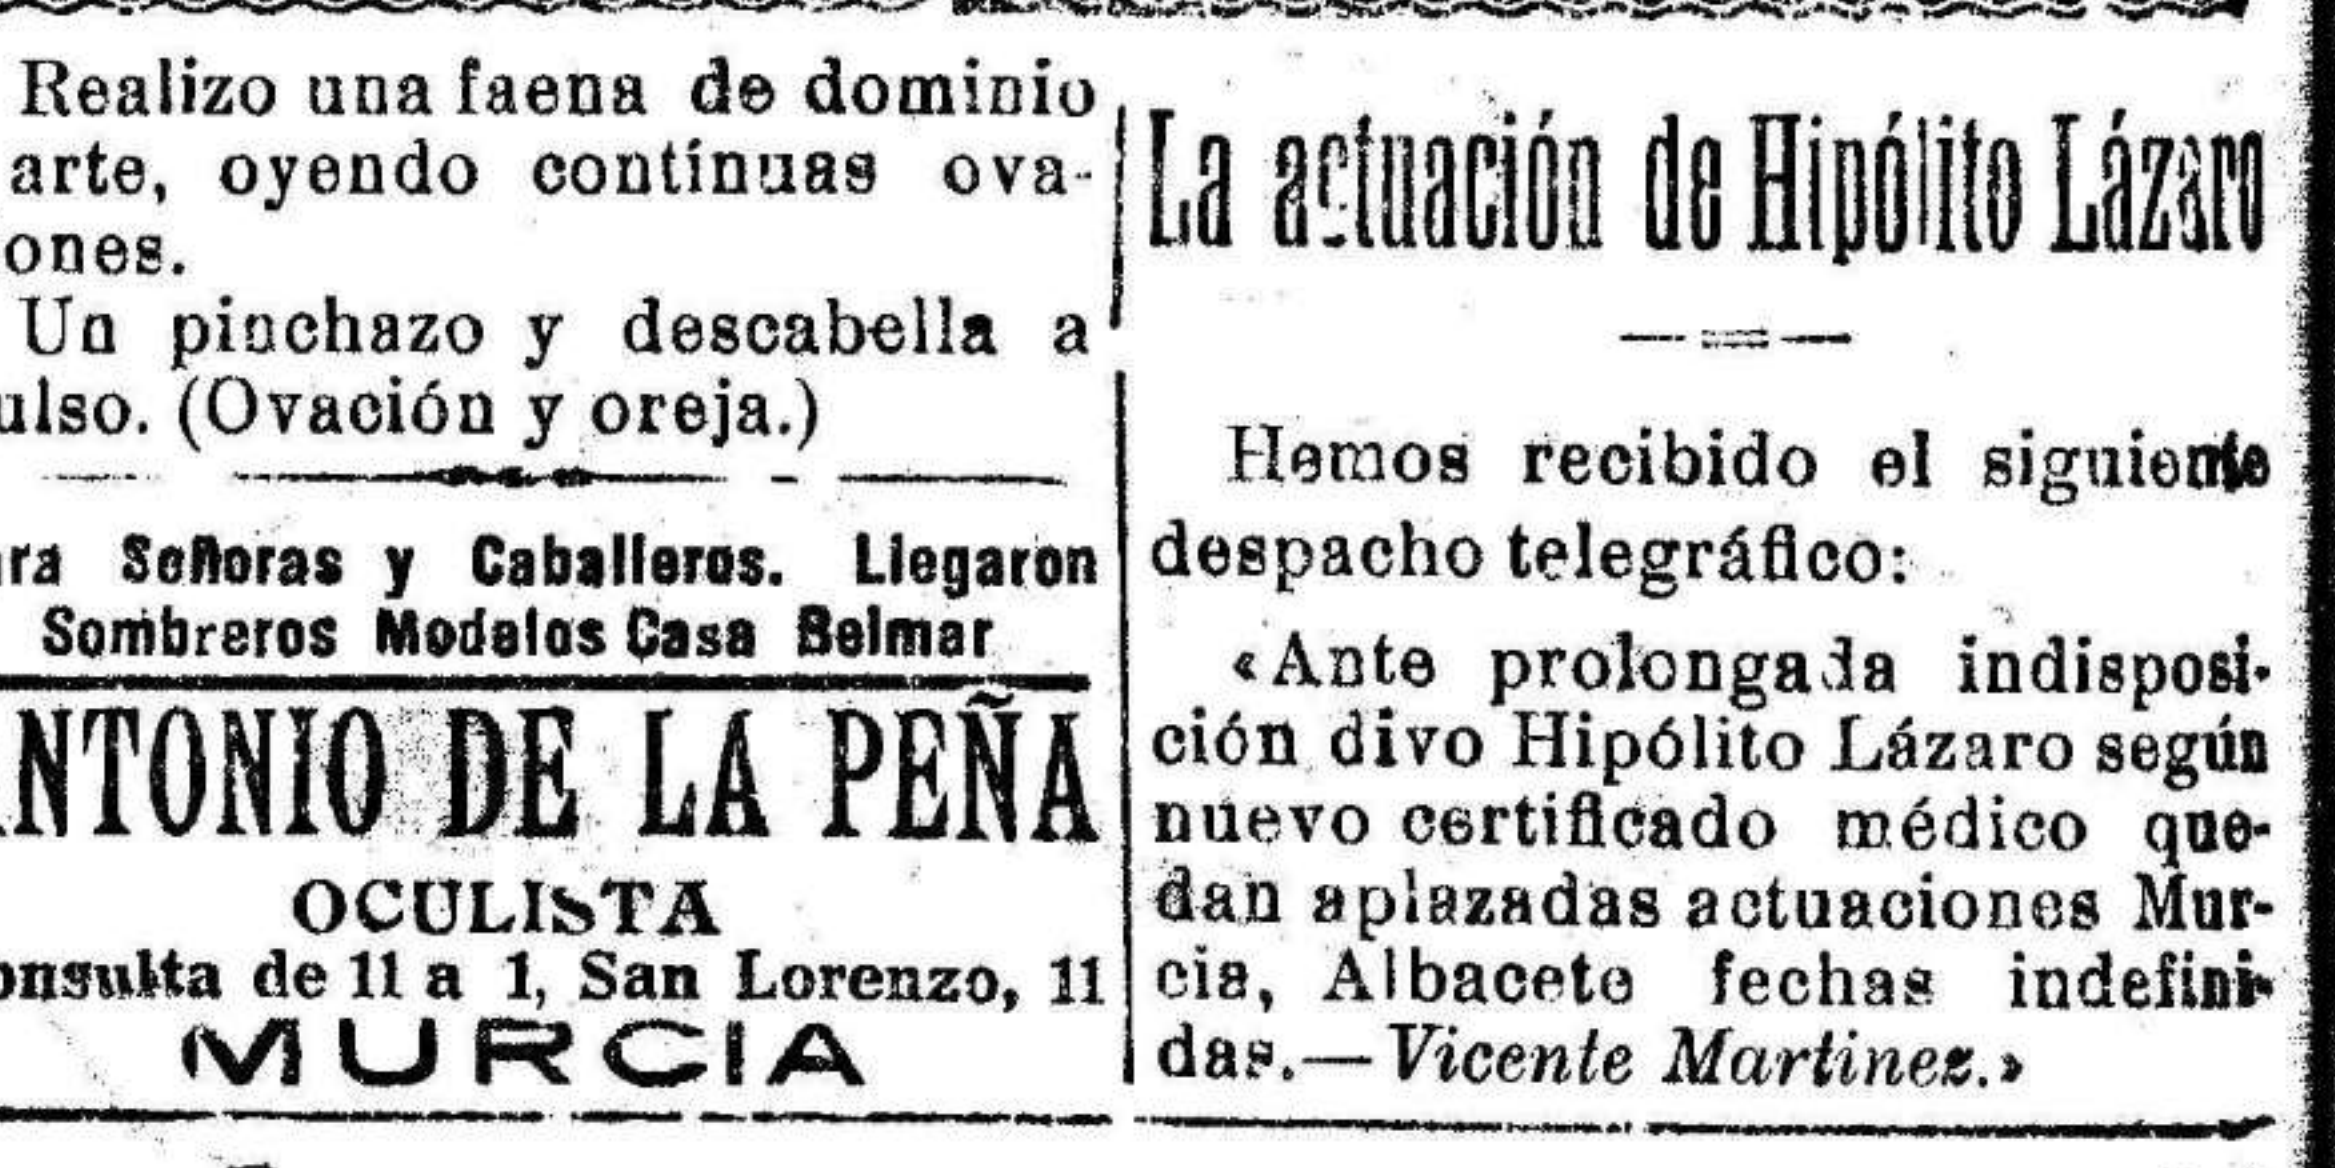 Realizo una faena de dominio
arte, oyendo contínuas ova-
ones.
Un pinchazo y descabella a
ulso. (Ovación y oreja.)
ara Señoras y Caballeros. Llegaron
Sombreros Modelos Casa Belmar
ANTONIO DE LA PEÑA
OCULISTA
onsulta de 11 a 1, San Lorenzo, 11
MURCIA
La actuación de Hipólito Lázaro
Hemos recibido el siguiente
despacho telegráfico:
«Ante prolongada indisposi-
ción divo Hipólito Lázaro según
nuevo certificado médico que-
dan aplazadas actuaciones Mur-
cia, Albacete fechas indefini-
das.—Vicente Martinez.»